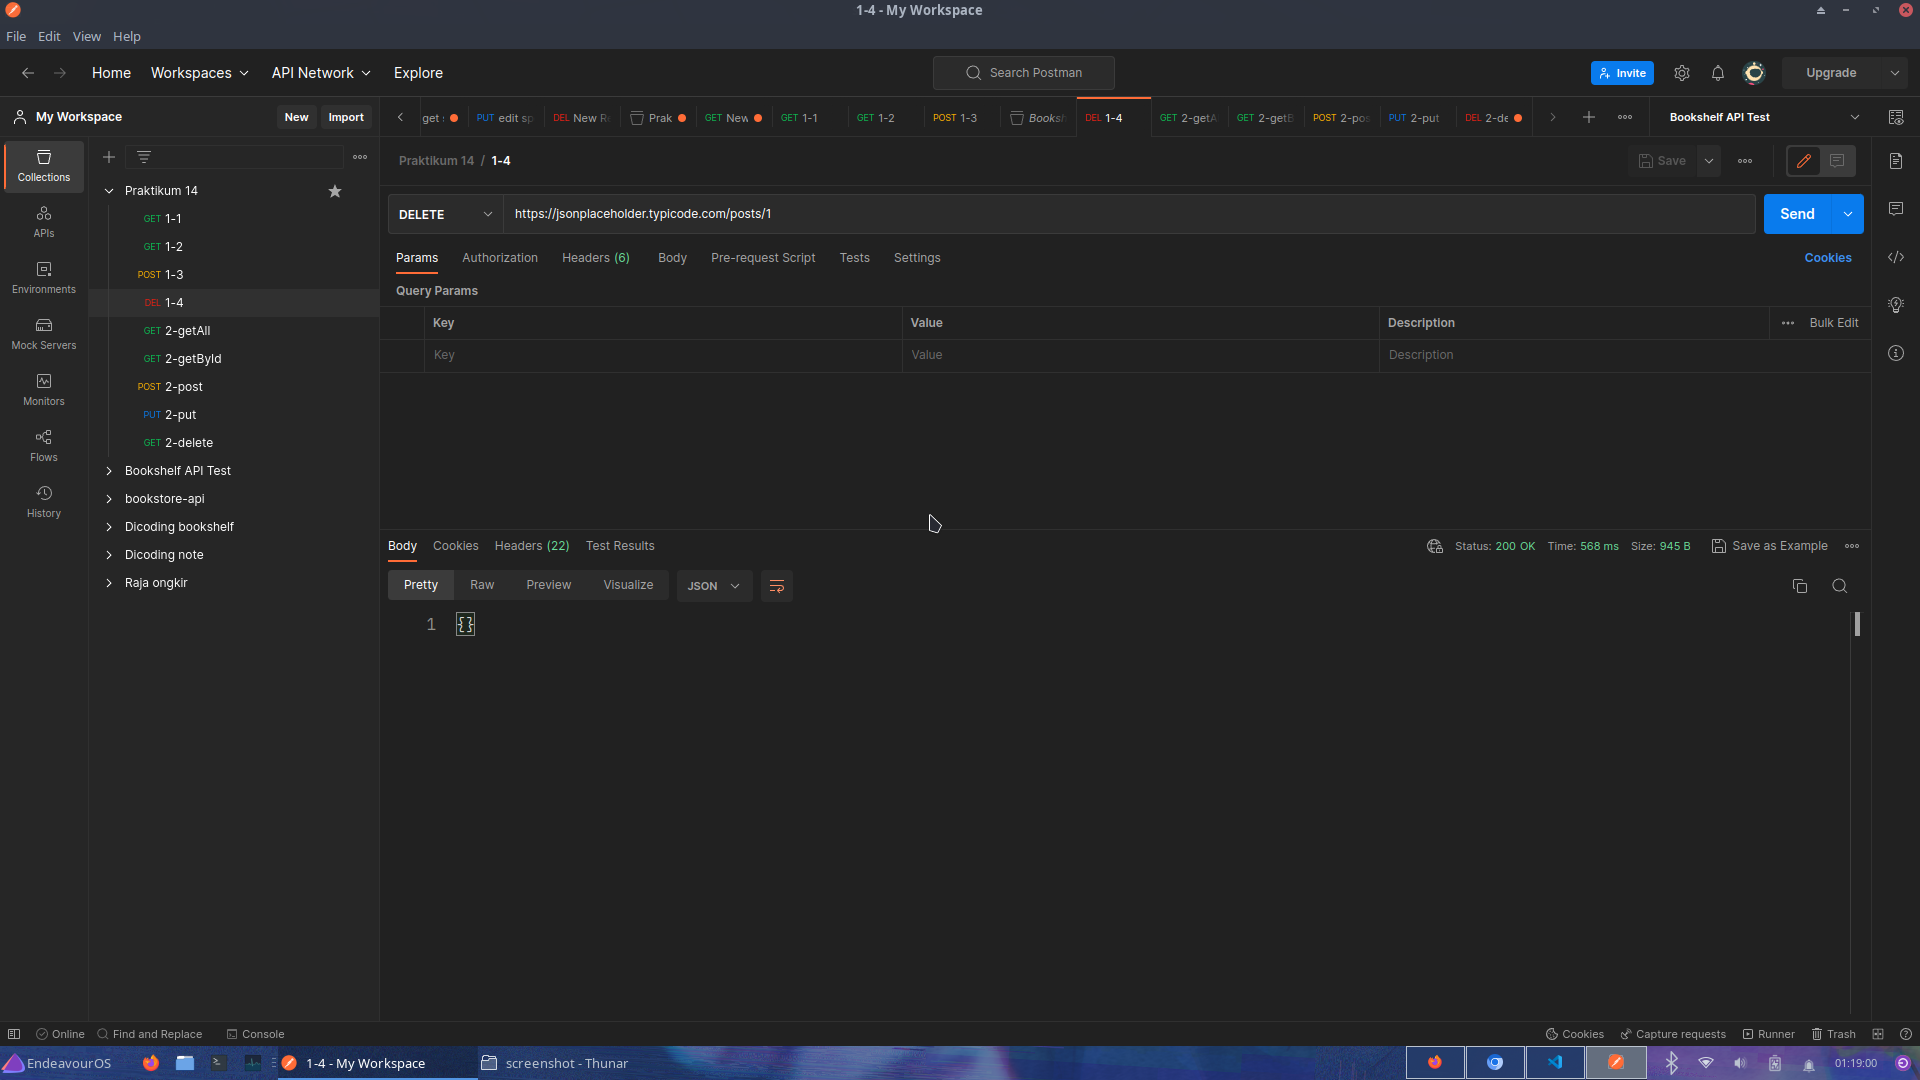 1-4 - My Workspace
File Edit View Help
Home Workspaces API Network Explore Search Postman Invite Upgrade
My Workspace New Import get PUT edit sp DEL New R Prak GET New GET 1-1 GET 1-2 POST 1-3 Booksh DEL 1-4 GET 2-getA GET 2-getB POST 2-pos PUT 2-put DEL 2-de Bookshelf API Test
Collections
APIs
Environments
Mock Servers
Monitors
Flows
History
Praktikum 14
GET 1-1
GET 1-2
POST 1-3
DEL 1-4
GET 2-getAll
GET 2-getById
POST 2-post
PUT 2-put
GET 2-delete
Bookshelf API Test
bookstore-api
Dicoding bookshelf
Dicoding note
Raja ongkir
Praktikum 14 / 1-4 Save
DELETE https://jsonplaceholder.typicode.com/posts/1 Send
Params Authorization Headers (6) Body Pre-request Script Tests Settings Cookies
Query Params
Key Value Description Bulk Edit
Key Value Description
Body Cookies Headers (22) Test Results Status: 200 OK Time: 568 ms Size: 945 B Save as Example
Pretty Raw Preview Visualize JSON
1 {}
Online Find and Replace Console Cookies Capture requests Runner Trash
EndeavourOS 1-4 - My Workspace screenshot - Thunar 01:19:00